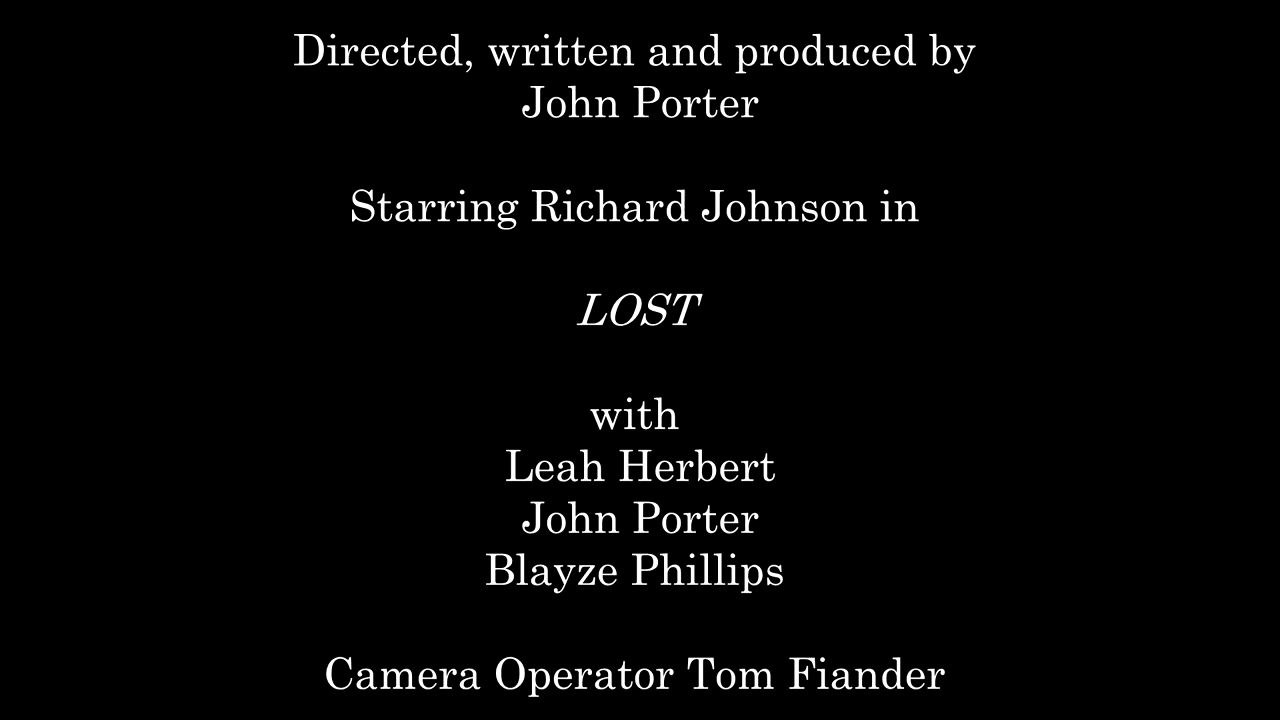 Directed, written and produced by
John Porter
Starring Richard Johnson in
LOST
with
Leah Herbert
John Porter
Blayze Phillips
Camera Operator Tom Fiander